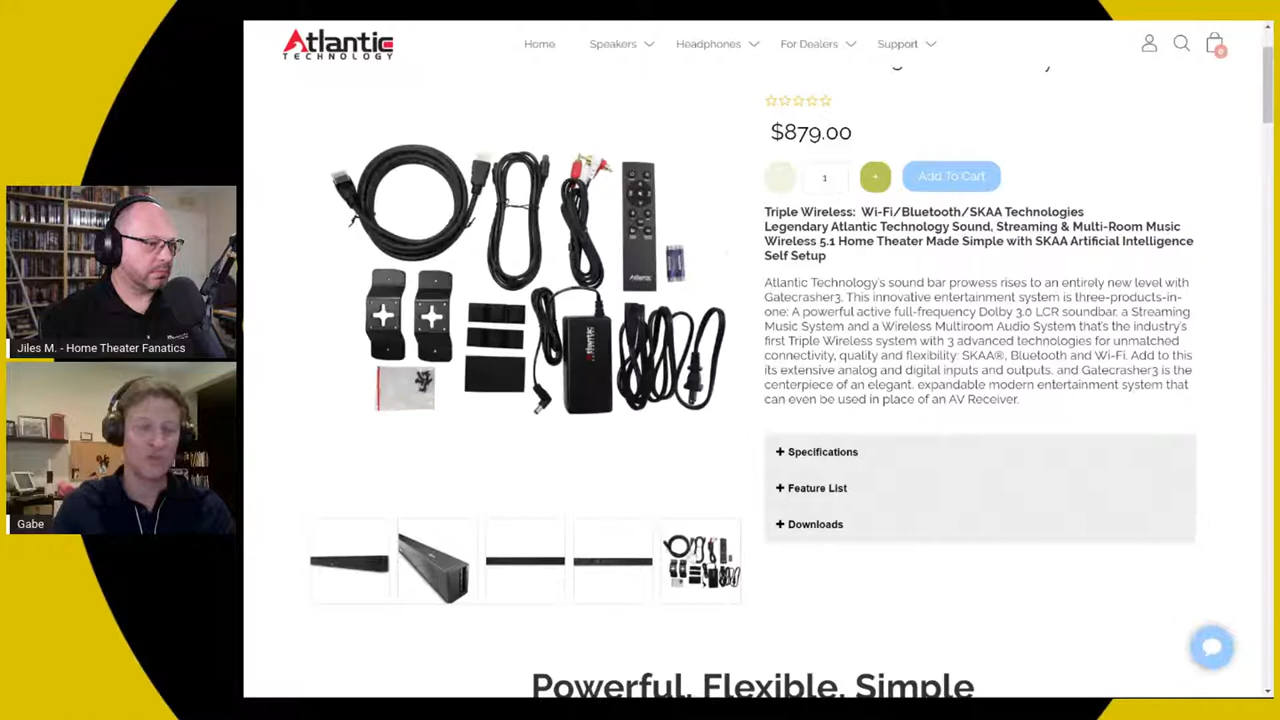 Atlantic
TECHNOLOGY
Home
Speakers
Headphones
For Dealers
Support
0
$879.00
1
+
Add To Cart
Triple Wireless: Wi-Fi/Bluetooth/SKAA Technologies
Legendary Atlantic Technology Sound, Streaming & Multi-Room Music
Wireless 5.1 Home Theater Made Simple with SKAA Artificial Intelligence
Self Setup
Atlantic Technology's sound bar prowess rises to an entirely new level with
Gatecrasher3. This innovative entertainment system is three-products-in-
one: A powerful active full-frequency Dolby 3.0 LCR soundbar, a Streaming
Music System and a Wireless Multiroom Audio System that's the industry's
first Triple Wireless system with 3 advanced technologies for unmatched
connectivity, quality and flexibility: SKAA®, Bluetooth and Wi-Fi. Add to this
its extensive analog and digital inputs and outputs, and Gatecrasher3 is the
centerpiece of an elegant, expandable modern entertainment system that
can even be used in place of an AV Receiver.
+ Specifications
+ Feature List
+ Downloads
Atlantic
Jiles M. - Home Theater Fanatics
Gabe
Powerful. Flexible. Simple